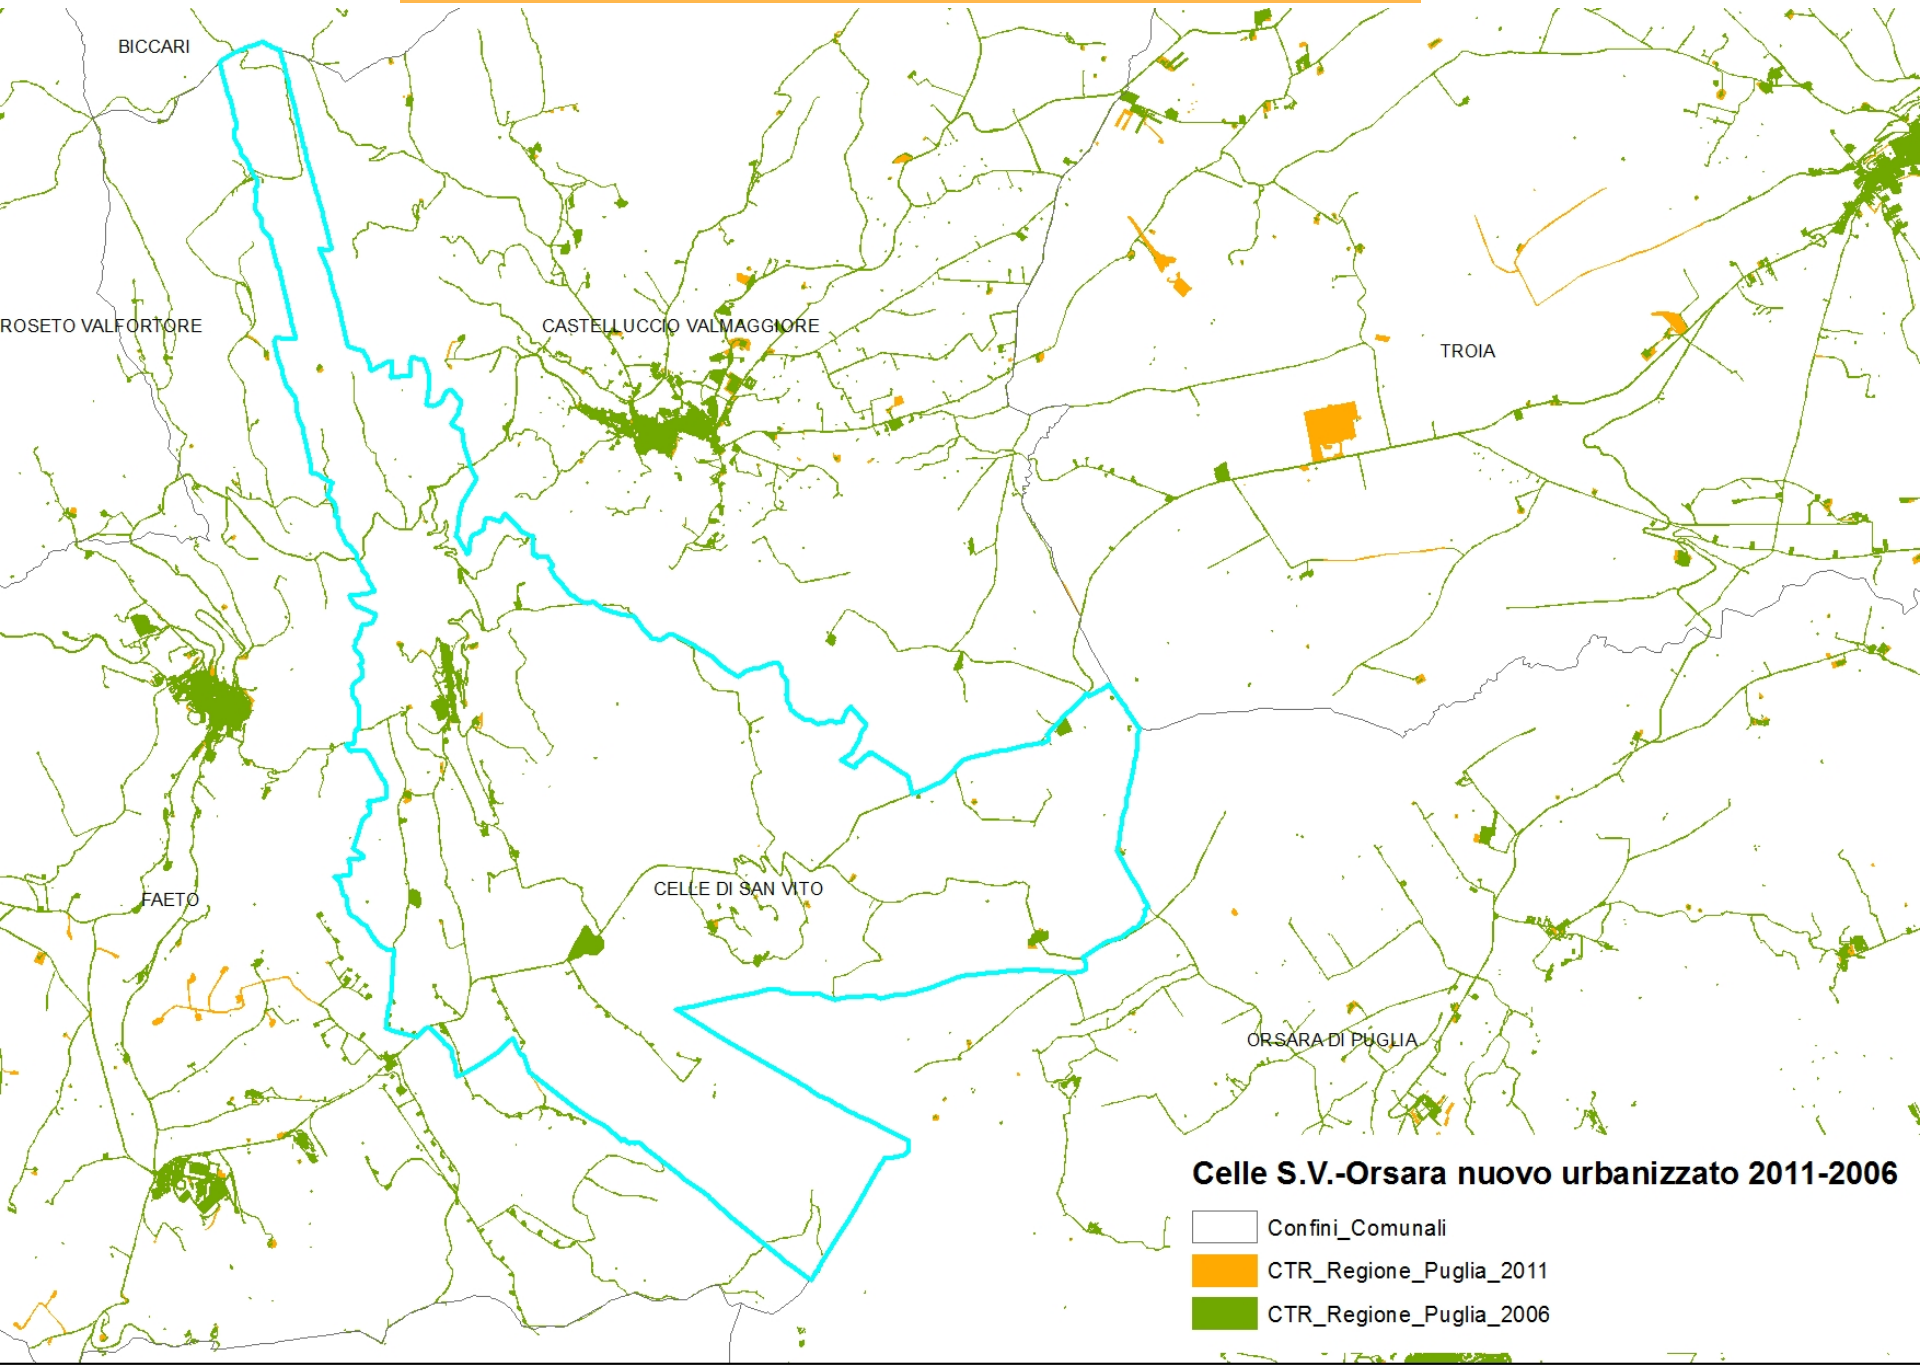 BICCARI
ROSETO VALFORTORE
CASTELLUCCIO VALMAGGIORE
TROIA
CELLE DI SAN VITO
FAETO
ORSARA DI PUGLIA
Celle S.V.-Orsara nuovo urbanizzato 2011-2006
Confini_Comunali
CTR_Regione_Puglia_2011
CTR_Regione_Puglia_2006